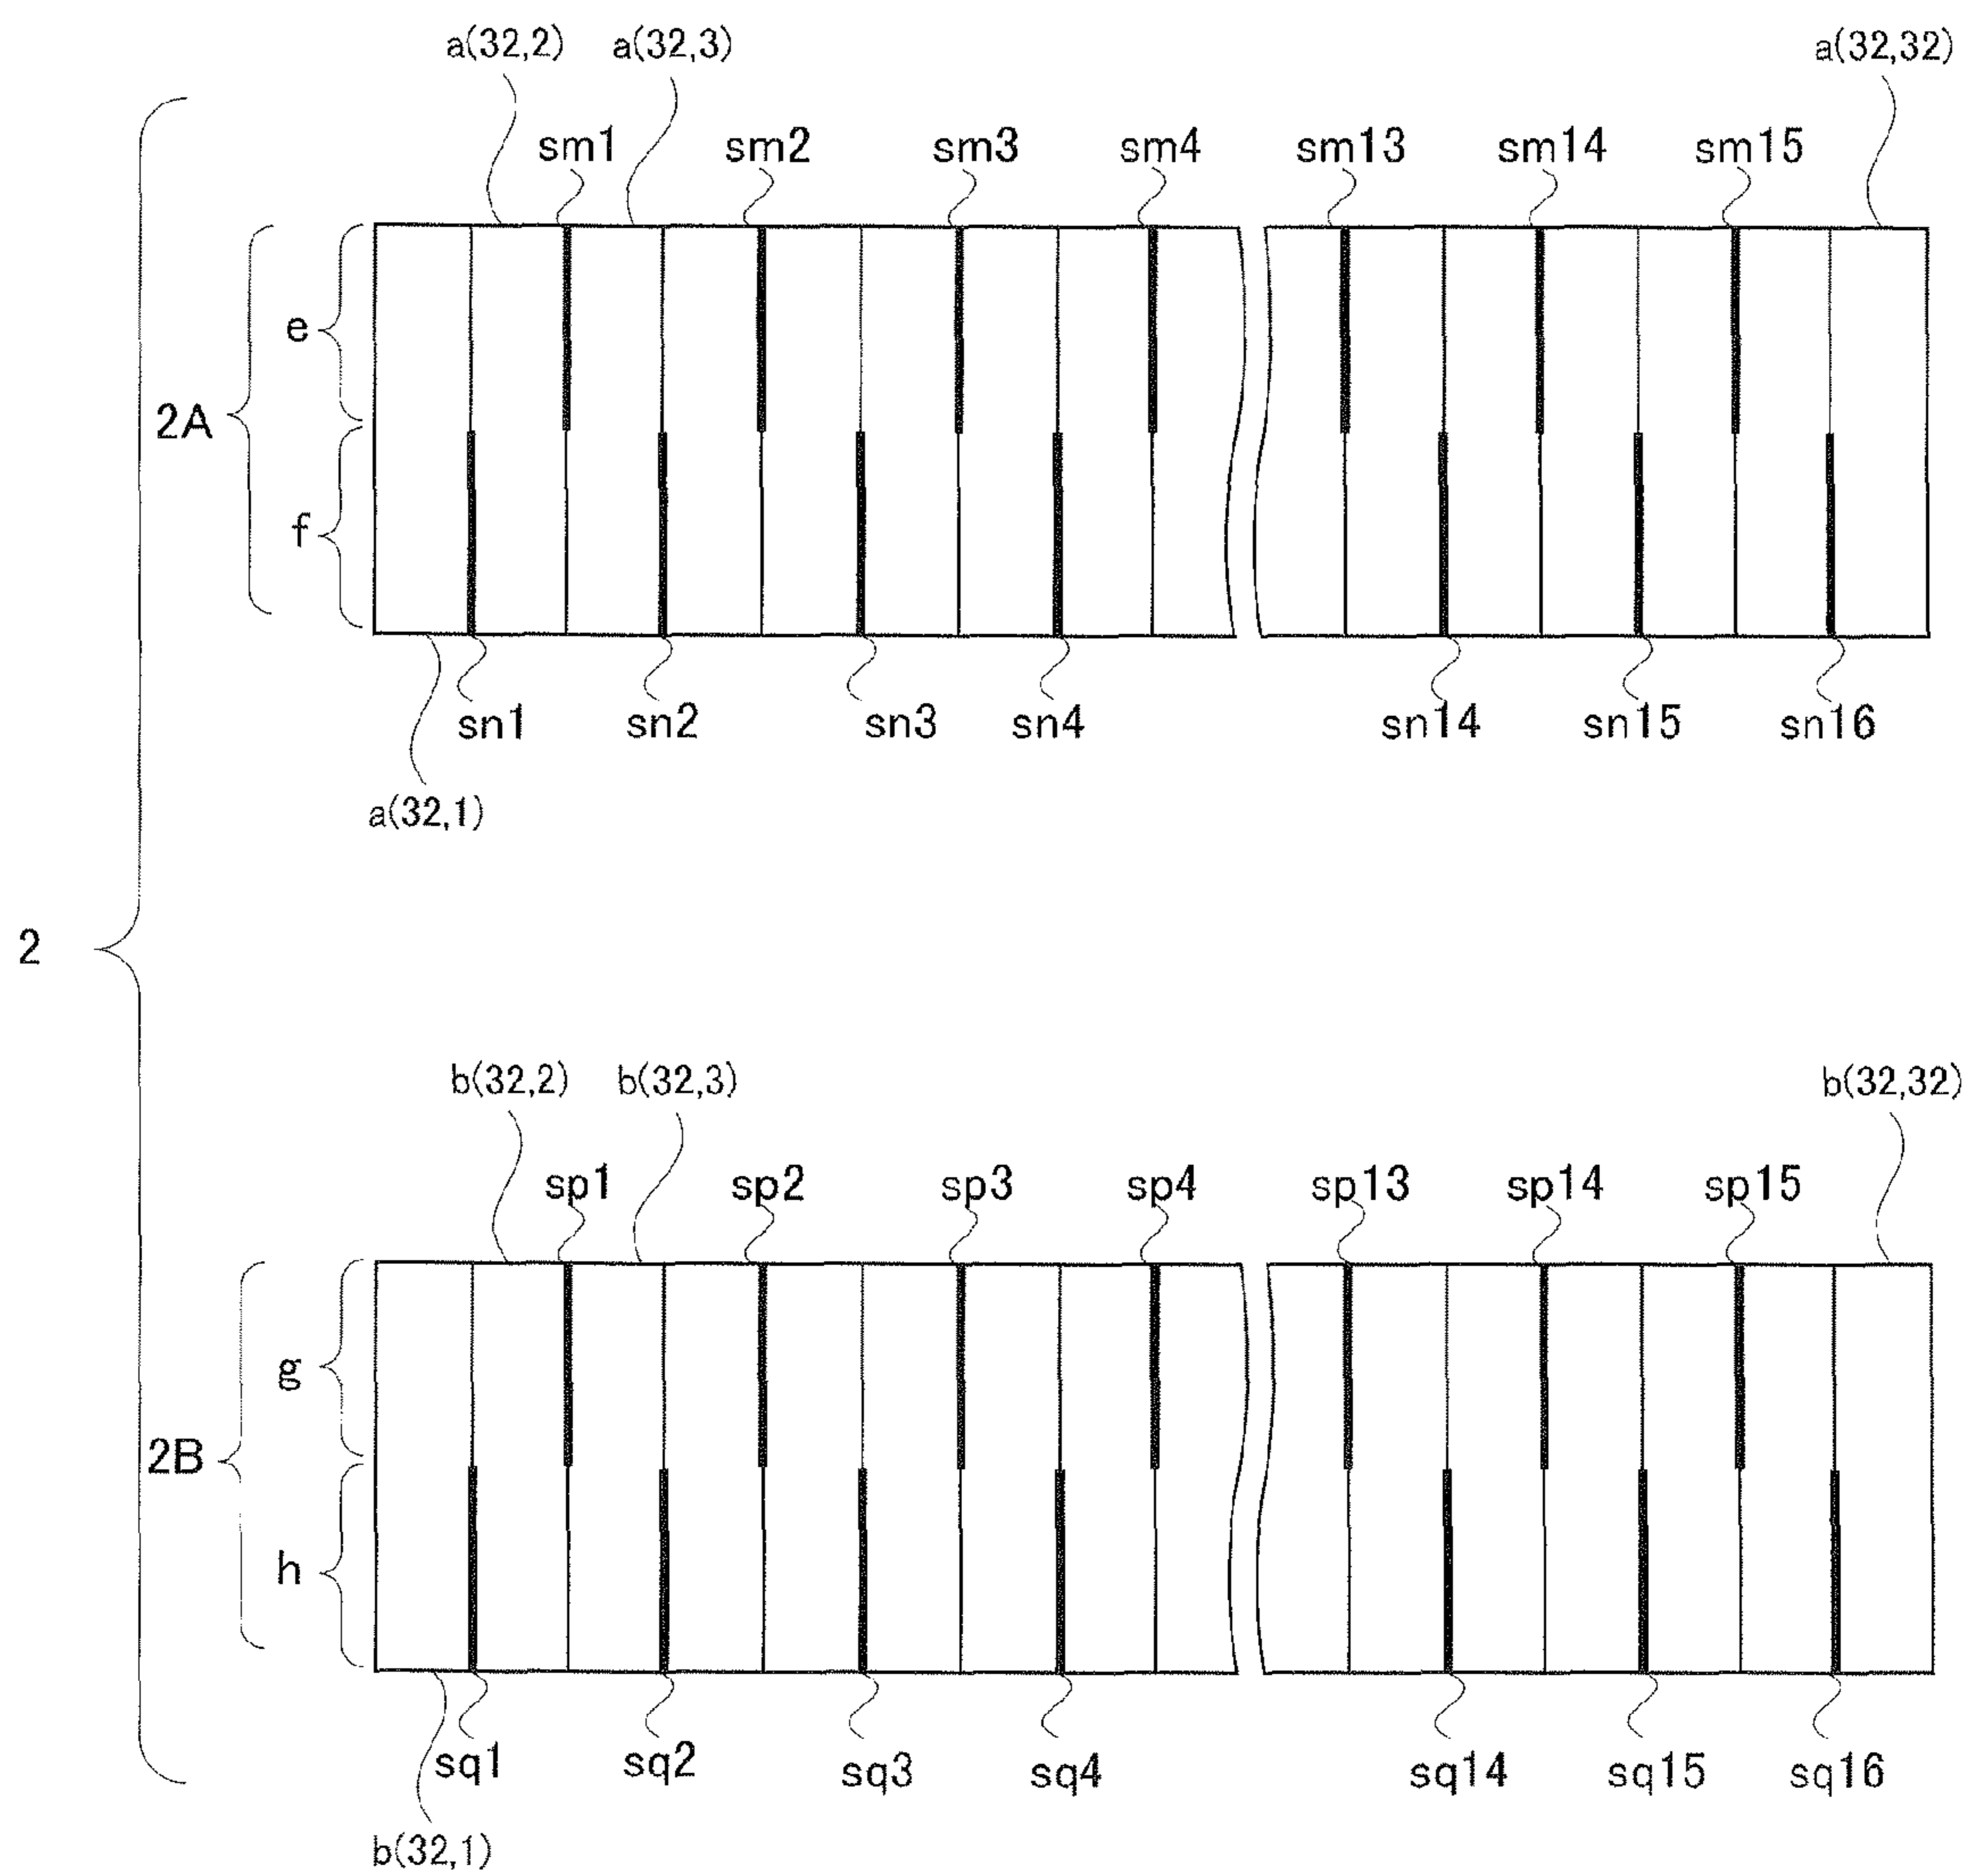 a(32,2) a(32,3) a(32,32)
sm1 sm2 sm3 sm4 sm13 sm14 sm15
e
2A
f
sn1 sn2 sn3 sn4 sn14 sn15 sn16
a(32,1)
2
b(32,2) b(32,3) b(32,32)
sp1 sp2 sp3 sp4 sp13 sp14 sp15
g
2B
h
sq1 sq2 sq3 sq4 sq14 sq15 sq16
b(32,1)